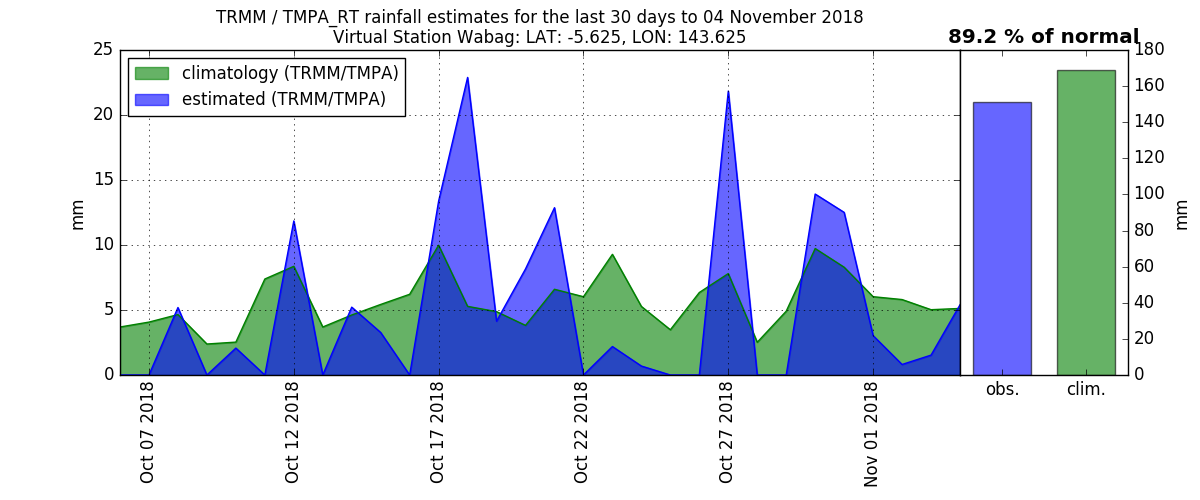 TRMM / TMPA_RT rainfall estimates for the last 30 days to 04 November 2018
Virtual Station Wabag: LAT: -5.625, LON: 143.625
89.2 % of normal
climatology (TRMM/TMPA)
estimated (TRMM/TMPA)
25
20
15
10
5
0
mm
Oct 07 2018
Oct 12 2018
Oct 17 2018
Oct 22 2018
Oct 27 2018
Nov 01 2018
180
160
140
120
100
80
60
40
20
0
mm
obs.
clim.